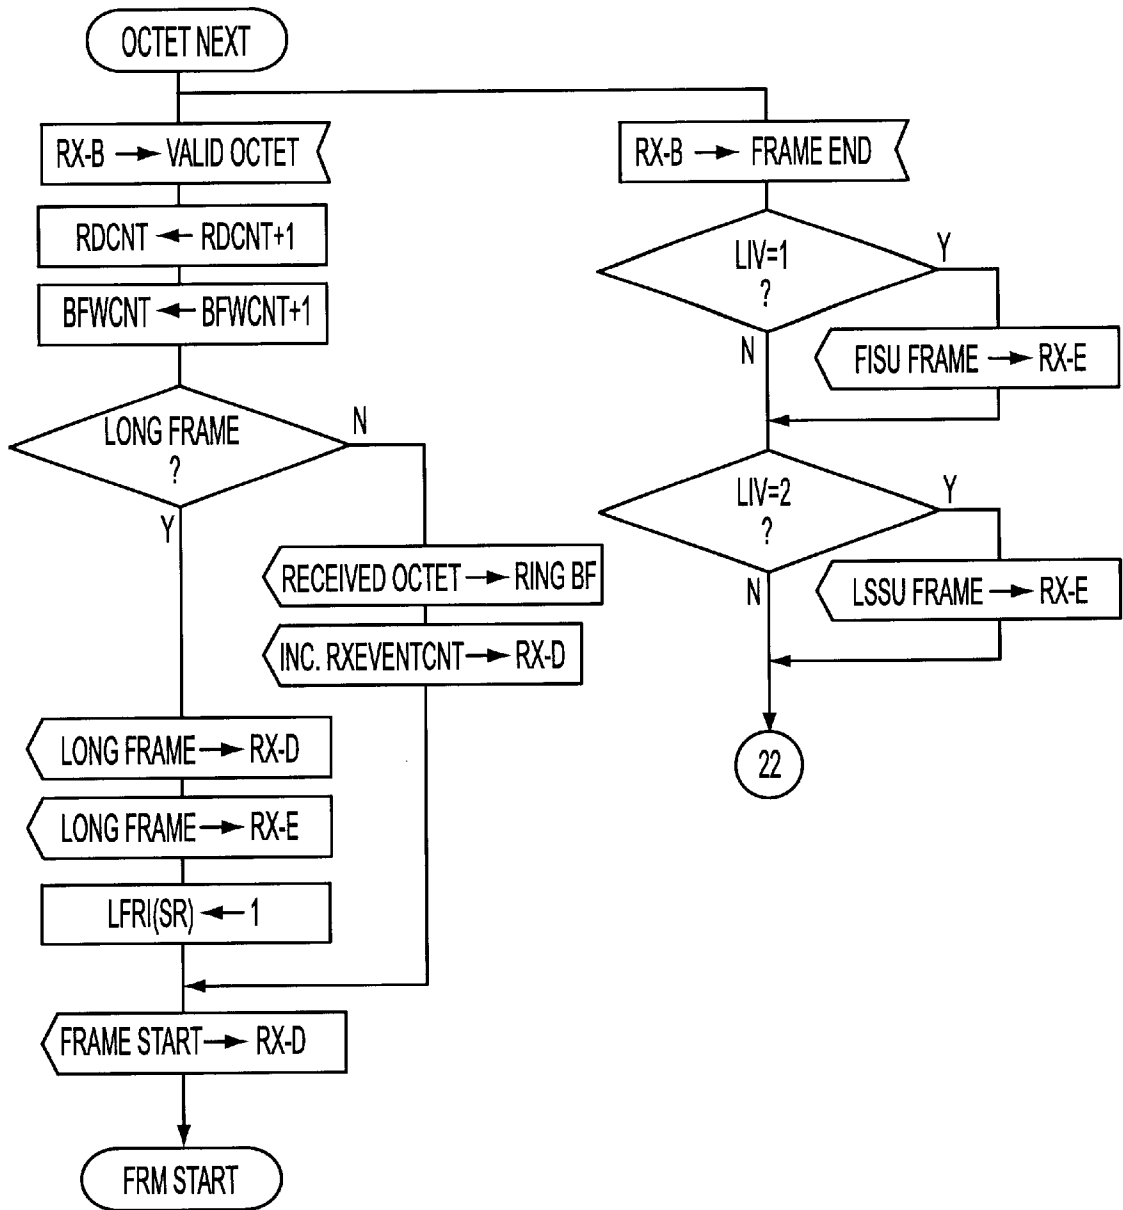 OCTET NEXT
RX-B → VALID OCTET
RDCNT ← RDCNT+1
BFWCNT ← BFWCNT+1
LONG FRAME
?
N
Y
RECEIVED OCTET → RING BF
INC. RXEVENTCNT → RX-D
LONG FRAME → RX-D
LONG FRAME → RX-E
LFRI(SR) ← 1
FRAME START → RX-D
FRM START
RX-B → FRAME END
LIV=1
?
Y
N
FISU FRAME → RX-E
LIV=2
?
Y
N
LSSU FRAME → RX-E
22